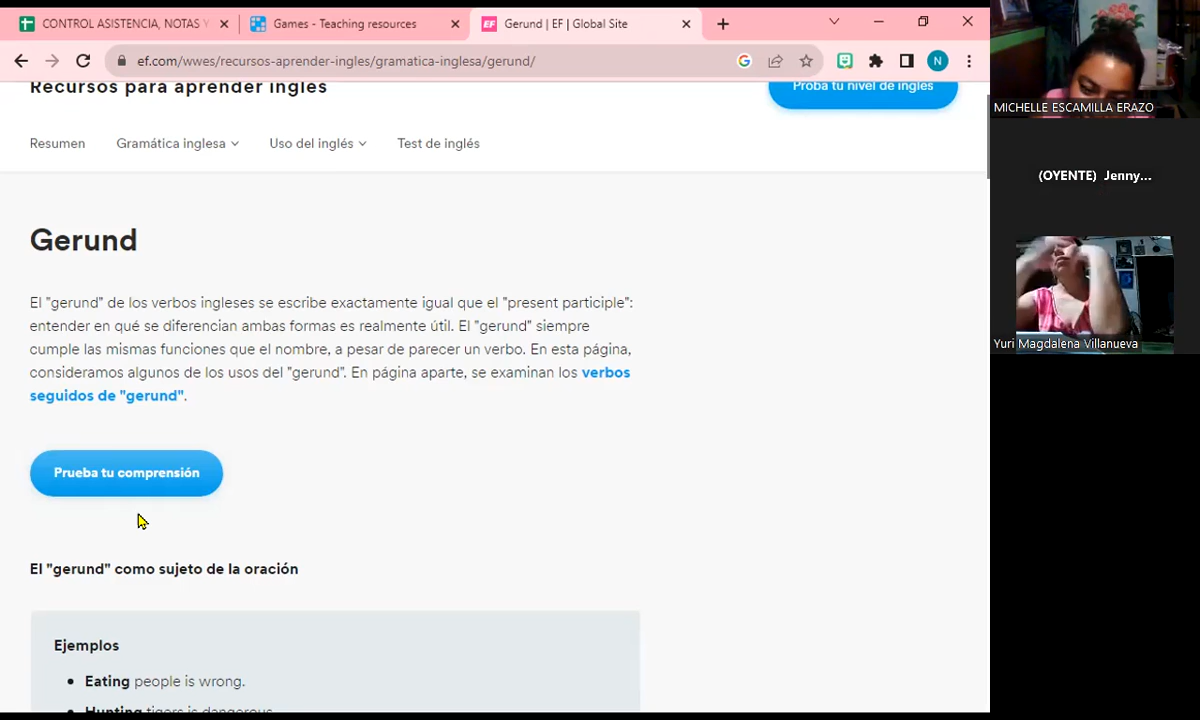 CONTROL ASISTENCIA, NOTAS Y
Games - Teaching resources
EF Gerund | EF | Global Site
ef.com/wwes/recursos-aprender-ingles/gramatica-inglesa/gerund/
N
Recursos para aprender inglés
Proba tu nivel de inglés
Resumen
Gramática inglesa
Uso del inglés
Test de inglés
Gerund
El "gerund" de los verbos ingleses se escribe exactamente igual que el "present participle":
entender en qué se diferencian ambas formas es realmente útil. El "gerund" siempre
cumple las mismas funciones que el nombre, a pesar de parecer un verbo. En esta página,
consideramos algunos de los usos del "gerund". En página aparte, se examinan los verbos
seguidos de "gerund".
Prueba tu comprensión
El "gerund" como sujeto de la oración
Ejemplos
Eating people is wrong.
Hunting tigers is dangerous.
MICHELLE ESCAMILLA ERAZO
(OYENTE) Jenny...
Yuri Magdalena Villanueva